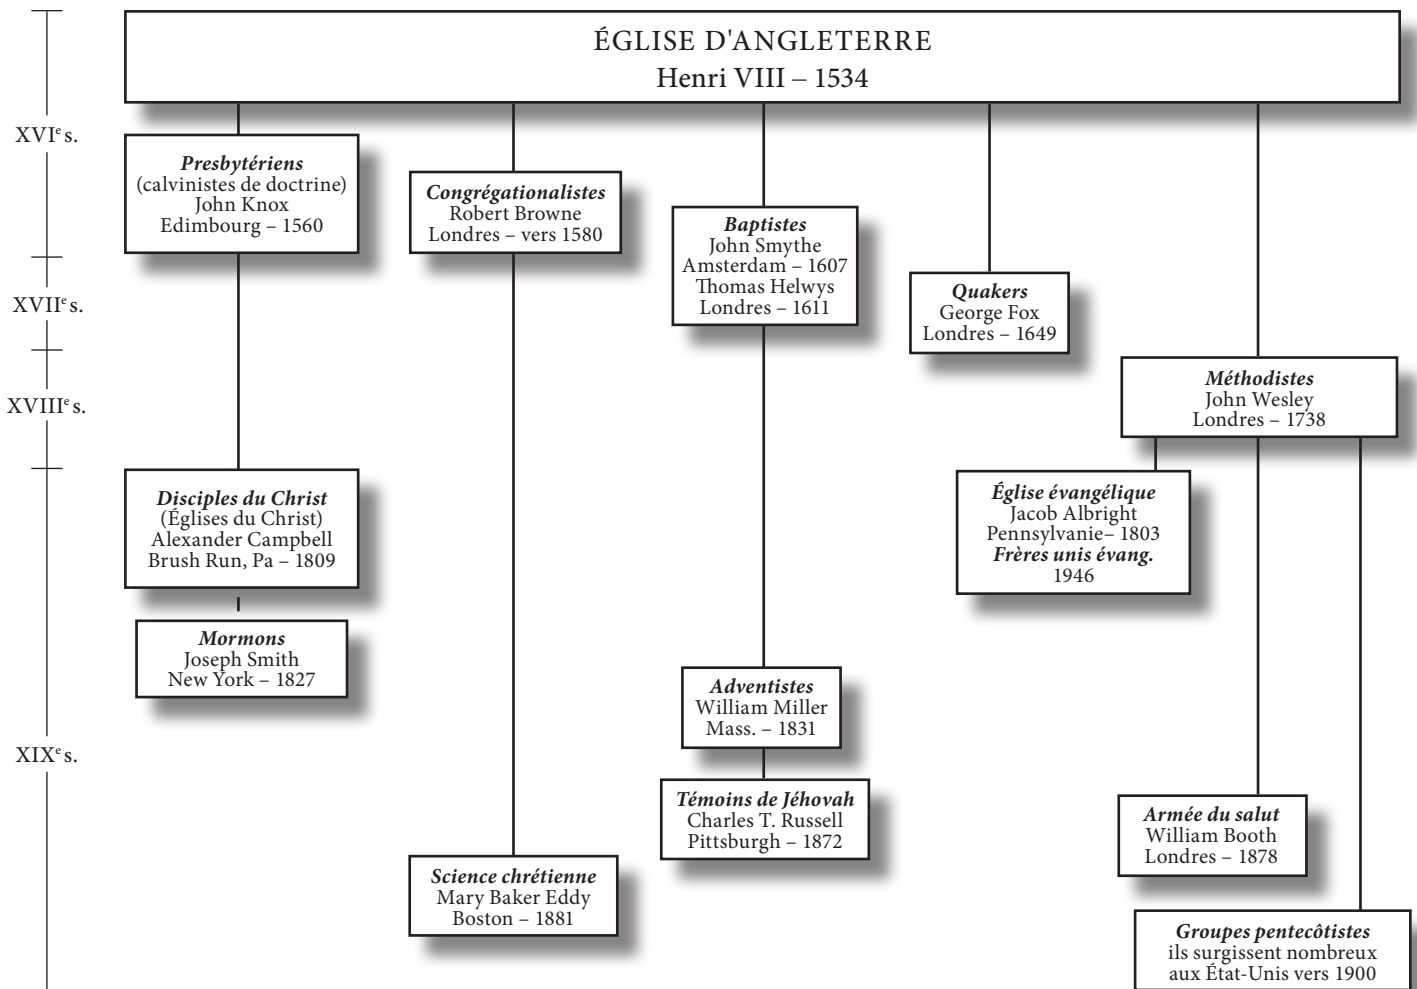 ÉGLISE D'ANGLETERRE
Henri VIII – 1534
XVIe s.
Presbytériens
(calvinistes de doctrine)
John Knox
Edimbourg – 1560
Congrégationalistes
Robert Browne
Londres – vers 1580
Baptistes
John Smythe
Amsterdam – 1607
Thomas Helwys
Londres – 1611
XVIIe s.
Quakers
George Fox
Londres – 1649
XVIIIe s.
Méthodistes
John Wesley
Londres – 1738
Disciples du Christ
(Églises du Christ)
Alexander Campbell
Brush Run, Pa – 1809
Église évangélique
Jacob Albright
Pennsylvanie– 1803
Frères unis évang.
1946
Mormons
Joseph Smith
New York – 1827
Adventistes
William Miller
Mass. – 1831
XIXe s.
Témoins de Jéhovah
Charles T. Russell
Pittsburgh – 1872
Armée du salut
William Booth
Londres – 1878
Science chrétienne
Mary Baker Eddy
Boston – 1881
Groupes pentecôtistes
ils surgissent nombreux
aux État-Unis vers 1900